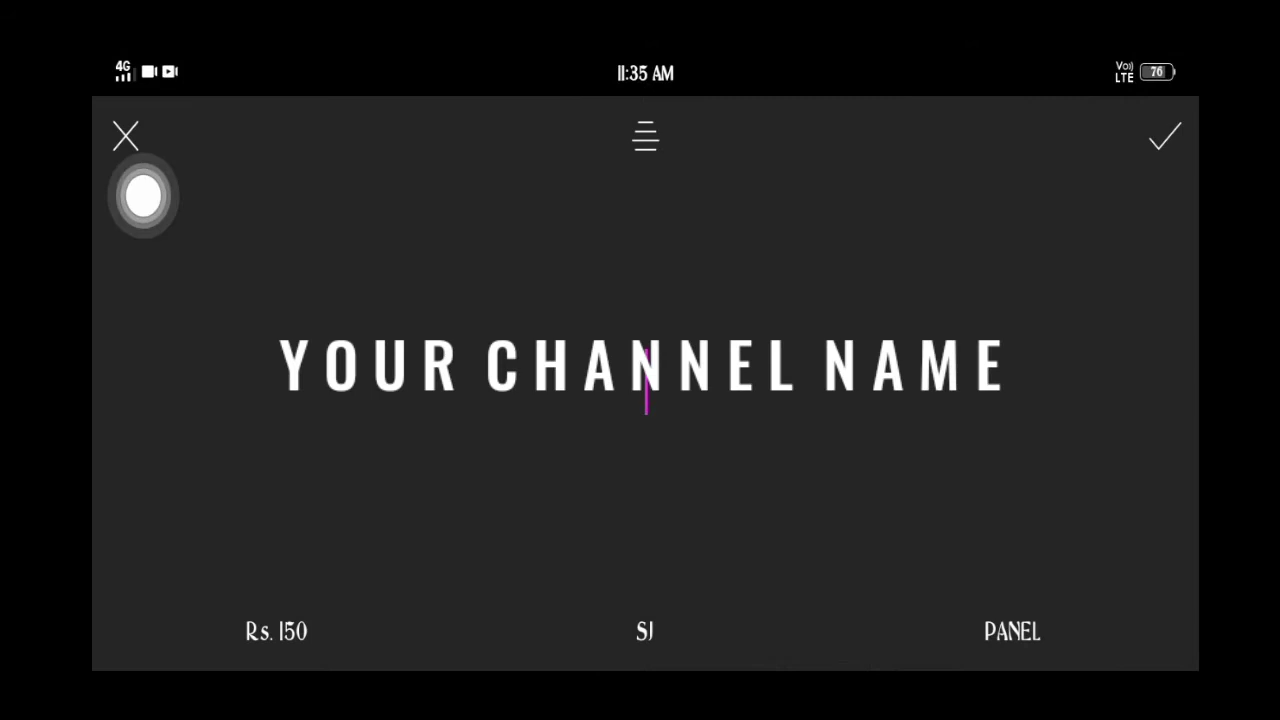 4G
11:35 AM
Vo))
LTE
76
YOUR CHANNEL NAME
Rs. 150
SJ
PANEL